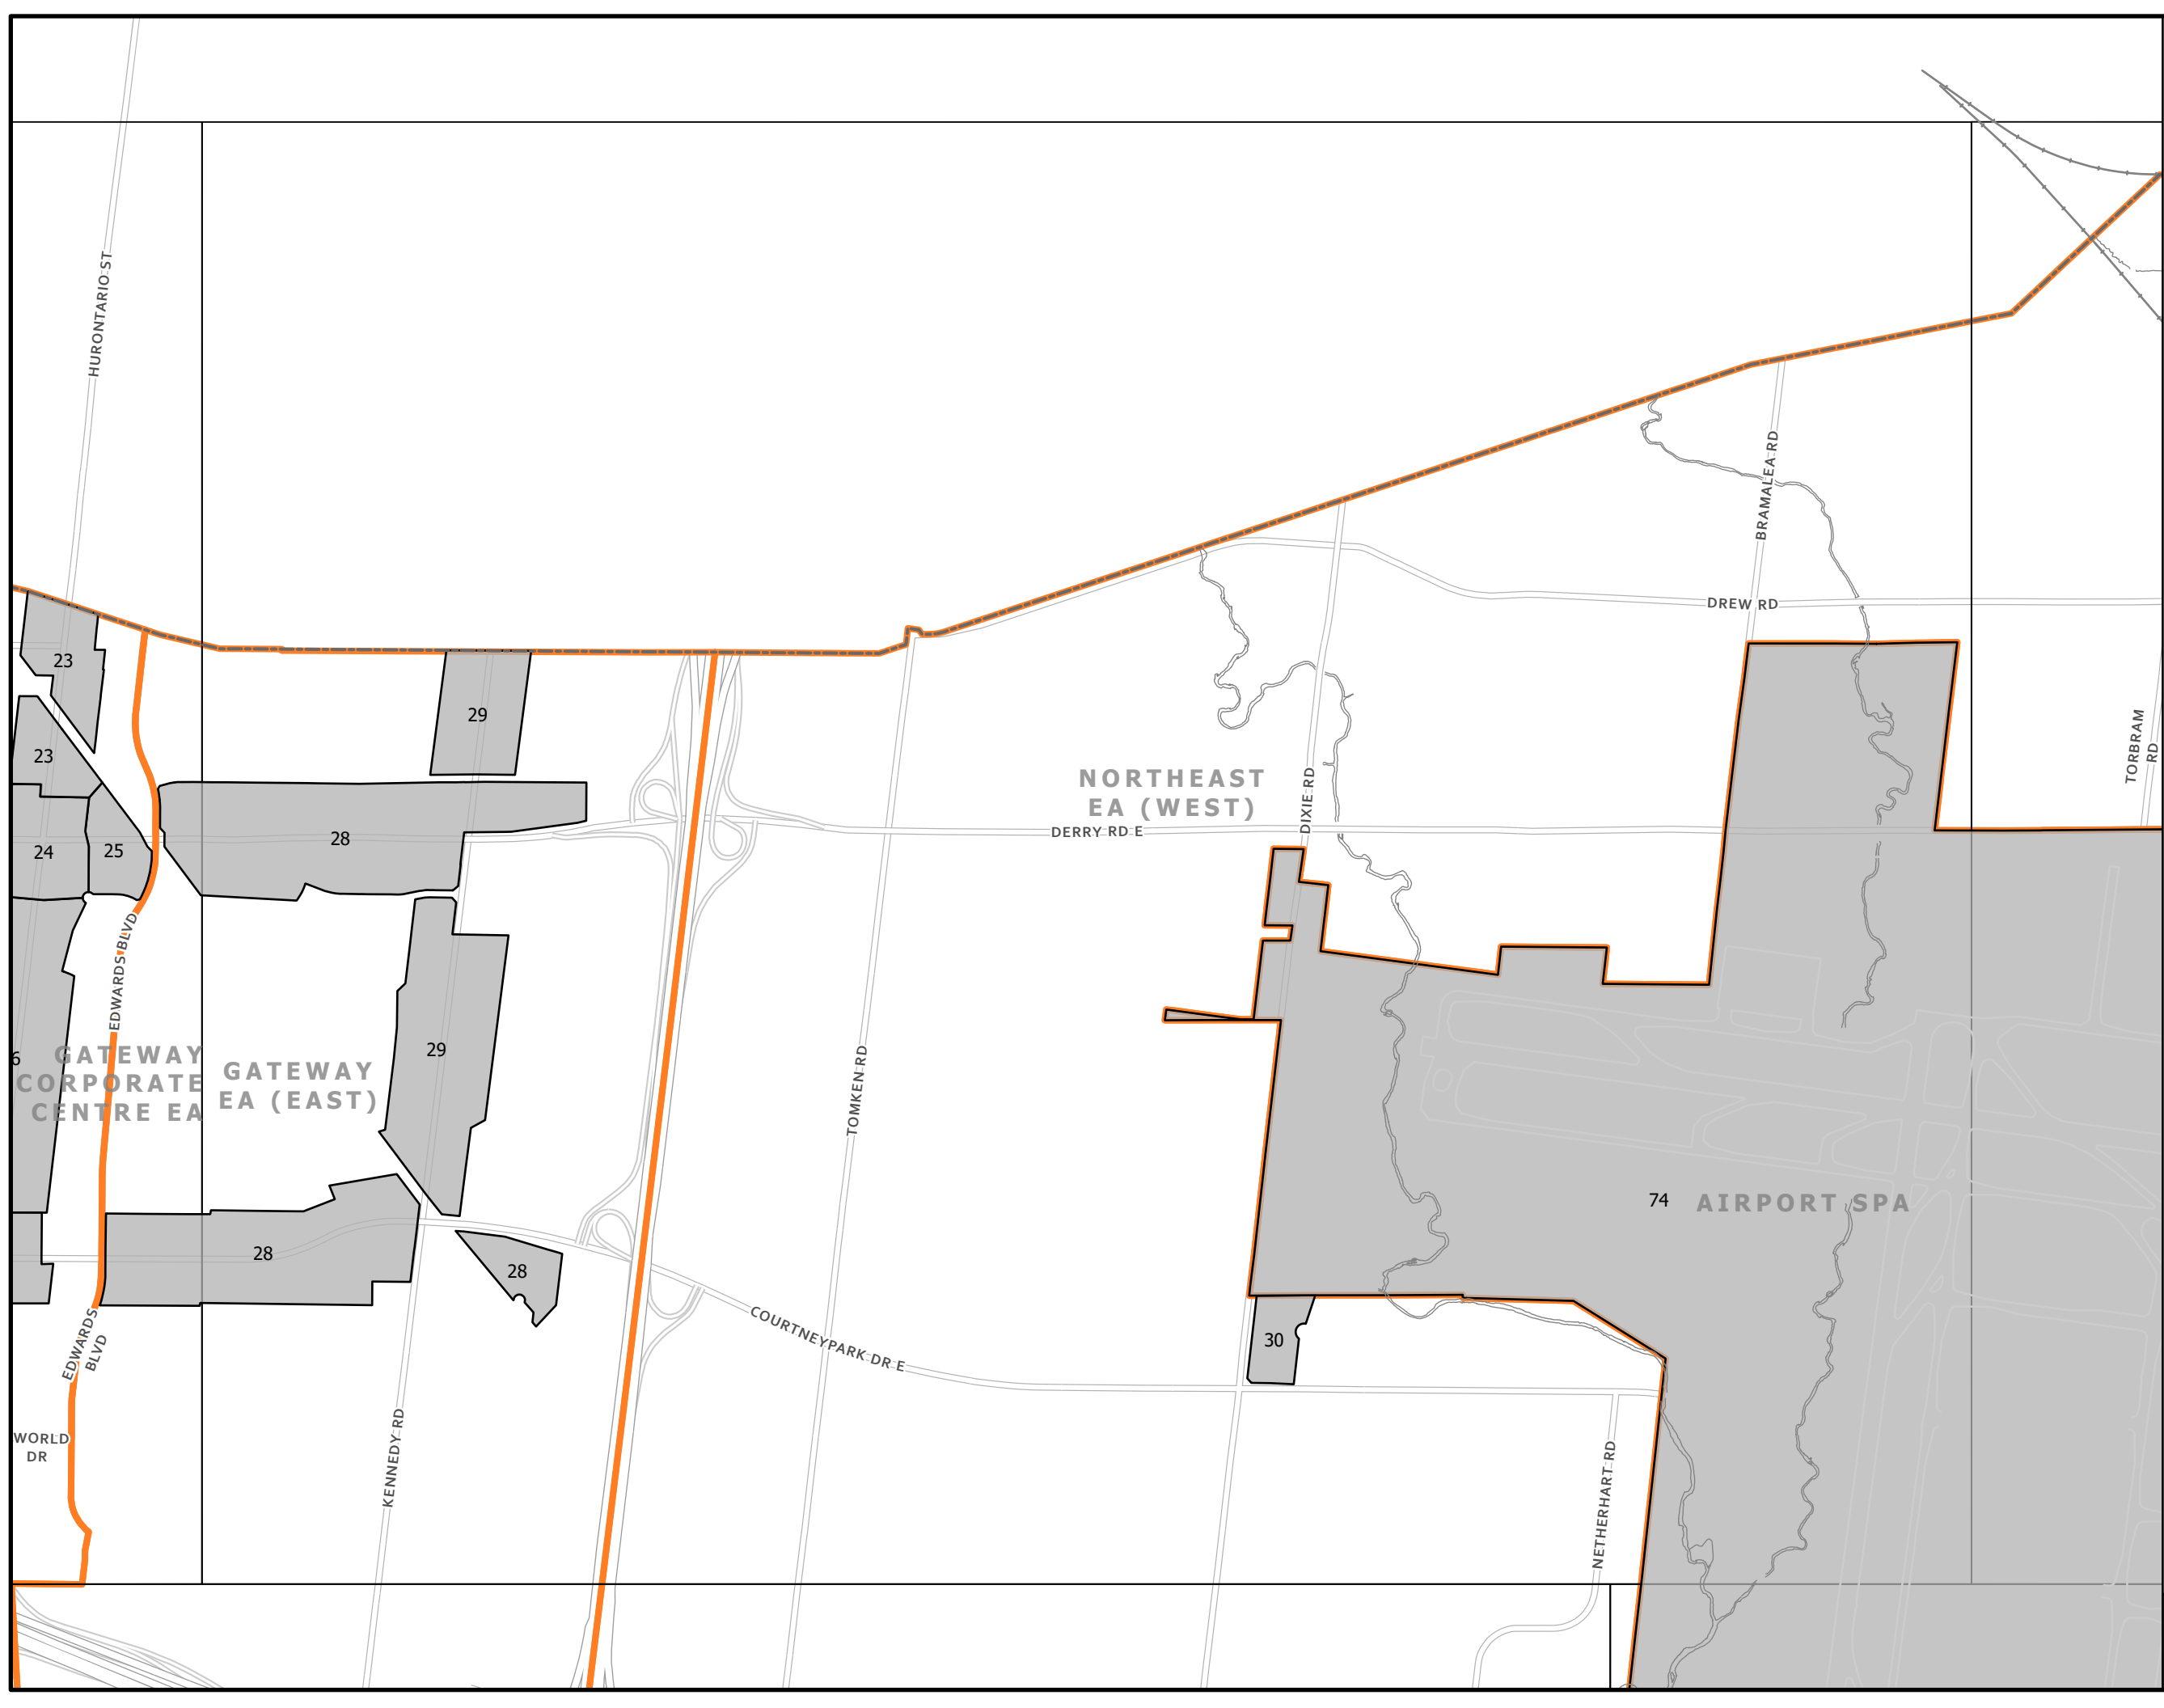 HURONTARIO ST
BRAMALEA RD
DREW RD
23
29
TORBRAM
RD
23
NORTHEAST
EA (WEST)
DIXIE RD
DERRY RD E
28
24
25
EDWARDS BLVD
29
6
GATEWAY
CORPORATE
CENTRE EA
GATEWAY
EA (EAST)
TOMKEN RD
74
AIRPORT SPA
28
28
EDWARDS
BLVD
COURTNEYPARK DR E
30
WORLD
DR
KENNEDY RD
NETHERHART RD